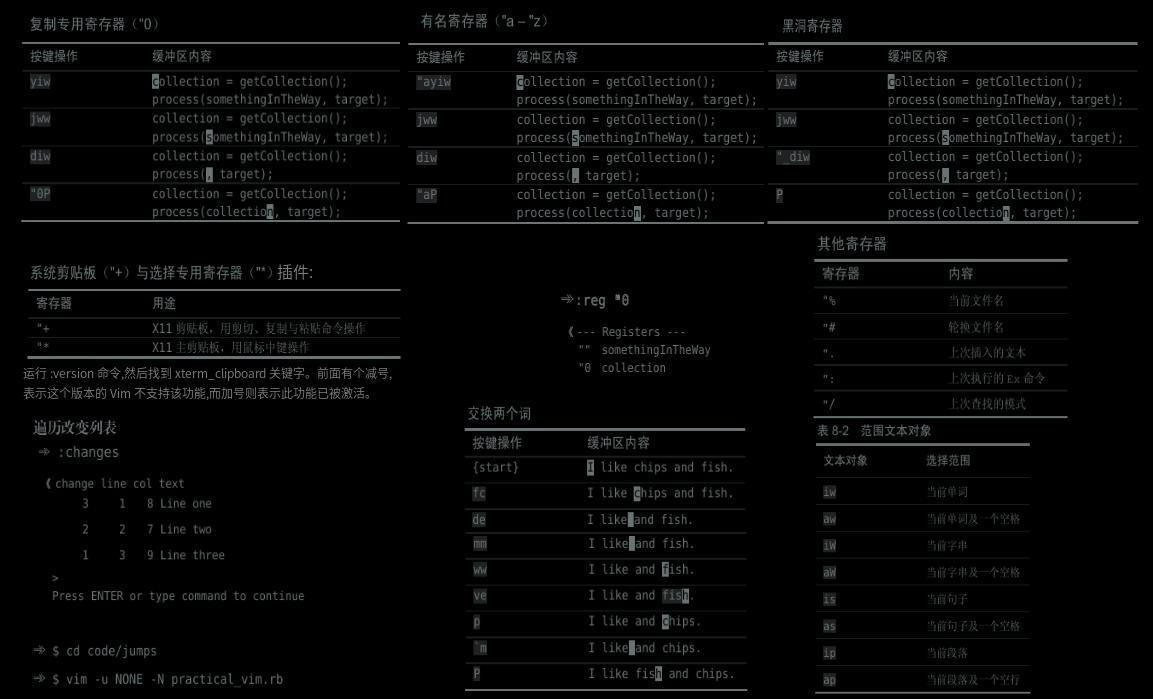 复制专用寄存器（"0）
按键操作 缓冲区内容
yiw collection = getCollection();
process(somethingInTheWay, target);
jww collection = getCollection();
process(somethingInTheWay, target);
diw collection = getCollection();
process(, target);
"0P collection = getCollection();
process(collection, target);
有名寄存器（"a – "z）
按键操作 缓冲区内容
"ayiw collection = getCollection();
process(somethingInTheWay, target);
jww collection = getCollection();
process(somethingInTheWay, target);
diw collection = getCollection();
process(, target);
"aP collection = getCollection();
process(collection, target);
黑洞寄存器
按键操作 缓冲区内容
yiw collection = getCollection();
process(somethingInTheWay, target);
jww collection = getCollection();
process(somethingInTheWay, target);
"_diw collection = getCollection();
process(, target);
P collection = getCollection();
process(collection, target);
系统剪贴板（"+）与选择专用寄存器（"*）插件:
寄存器 用途
"+ X11 剪贴板，用剪切、复制与粘贴命令操作
"* X11 主剪贴板，用鼠标中键操作
运行 :version 命令,然后找到 xterm_clipboard 关键字。前面有个减号,
表示这个版本的 Vim 不支持该功能,而加号则表示此功能已被激活。
遍历改变列表
➾ :changes
❰ change line col text
3 1 8 Line one
2 2 7 Line two
1 3 9 Line three
>
Press ENTER or type command to continue
➾ $ cd code/jumps
➾ $ vim -u NONE -N practical_vim.rb
➾ :reg "0
❰ --- Registers ---
"" somethingInTheWay
"0 collection
交换两个词
按键操作 缓冲区内容
{start} I like chips and fish.
fc I like chips and fish.
de I like and fish.
mm I like and fish.
ww I like and fish.
ve I like and fish.
p I like and chips.
`m I like and chips.
P I like fish and chips.
其他寄存器
寄存器 内容
"% 当前文件名
"# 轮换文件名
". 上次插入的文本
": 上次执行的 Ex 命令
"/ 上次查找的模式
表 8-2 范围文本对象
文本对象 选择范围
iw 当前单词
aw 当前单词及一个空格
iW 当前字串
aW 当前字串及一个空格
is 当前句子
as 当前句子及一个空格
ip 当前段落
ap 当前段落及一个空行